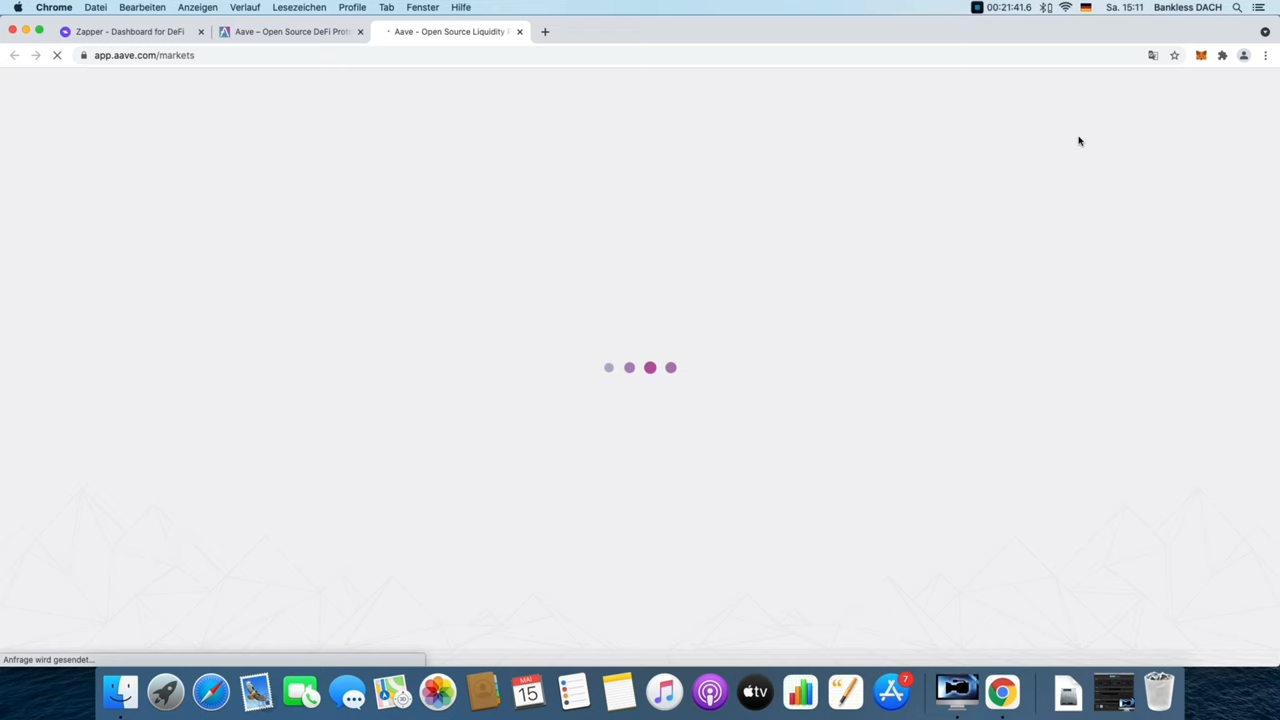 Chrome Datei Bearbeiten Anzeigen Verlauf Lesezeichen Profile Tab Fenster Hilfe 00:21:41.6 Sa. 15:11 Bankless DACH
Zapper - Dashboard for DeFi Aave – Open Source DeFi Prot Aave - Open Source Liquidity P
app.aave.com/markets
Anfrage wird gesendet...
MAI
15
tv
7